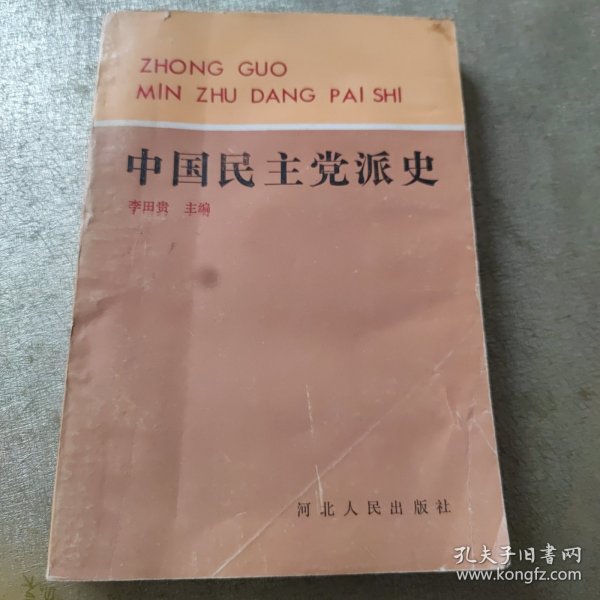 ZHONG GUO
MIN ZHU DANG PAI SHI
中国民主党派史
李田贵 主编
河北人民出版社
孔夫子旧书网
www.kongfz.com